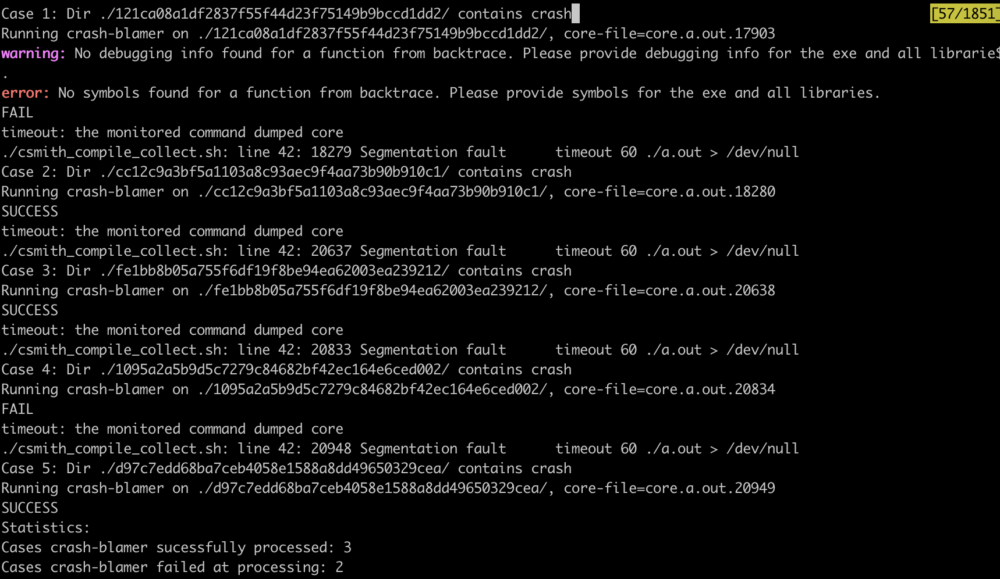 Case 1: Dir ./121ca08a1df2837f55f44d23f75149b9bccd1dd2/ contains crash [57/1851]
Running crash-blamer on ./121ca08a1df2837f55f44d23f75149b9bccd1dd2/, core-file=core.a.out.17903
warning: No debugging info found for a function from backtrace. Please provide debugging info for the exe and all librarie$
.
error: No symbols found for a function from backtrace. Please provide symbols for the exe and all libraries.
FAIL
timeout: the monitored command dumped core
./csmith_compile_collect.sh: line 42: 18279 Segmentation fault      timeout 60 ./a.out > /dev/null
Case 2: Dir ./cc12c9a3bf5a1103a8c93aec9f4aa73b90b910c1/ contains crash
Running crash-blamer on ./cc12c9a3bf5a1103a8c93aec9f4aa73b90b910c1/, core-file=core.a.out.18280
SUCCESS
timeout: the monitored command dumped core
./csmith_compile_collect.sh: line 42: 20637 Segmentation fault      timeout 60 ./a.out > /dev/null
Case 3: Dir ./fe1bb8b05a755f6df19f8be94ea62003ea239212/ contains crash
Running crash-blamer on ./fe1bb8b05a755f6df19f8be94ea62003ea239212/, core-file=core.a.out.20638
SUCCESS
timeout: the monitored command dumped core
./csmith_compile_collect.sh: line 42: 20833 Segmentation fault      timeout 60 ./a.out > /dev/null
Case 4: Dir ./1095a2a5b9d5c7279c84682bf42ec164e6ced002/ contains crash
Running crash-blamer on ./1095a2a5b9d5c7279c84682bf42ec164e6ced002/, core-file=core.a.out.20834
FAIL
timeout: the monitored command dumped core
./csmith_compile_collect.sh: line 42: 20948 Segmentation fault      timeout 60 ./a.out > /dev/null
Case 5: Dir ./d97c7edd68ba7ceb4058e1588a8dd49650329cea/ contains crash
Running crash-blamer on ./d97c7edd68ba7ceb4058e1588a8dd49650329cea/, core-file=core.a.out.20949
SUCCESS
Statistics:
Cases crash-blamer sucessfully processed: 3
Cases crash-blamer failed at processing: 2